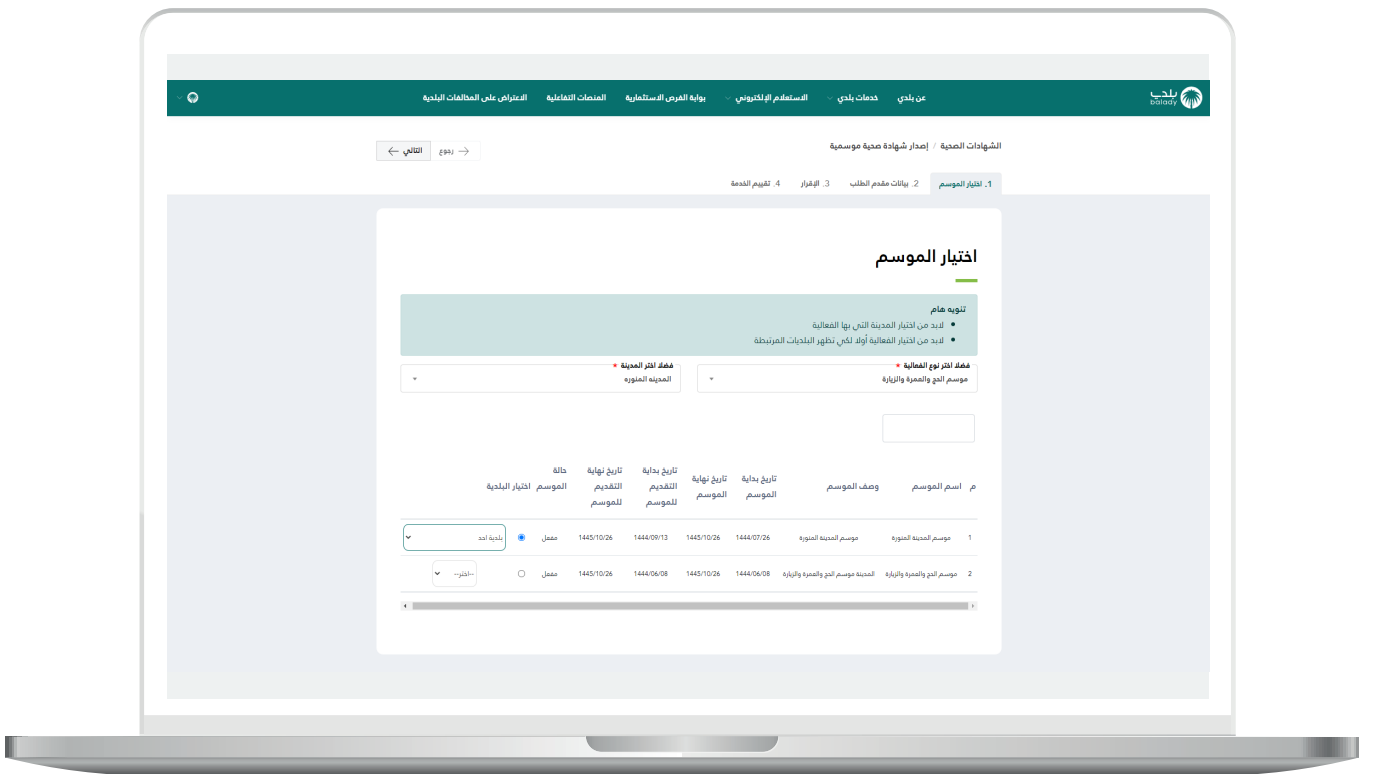 بلدي
balady
عن بلدي
خدمات بلدي
الاستعلام الإلكتروني
بوابة الفرص الاستثمارية
المنصات التفاعلية
الاعتراض على المخالفات البلدية
الشهادات الصحية / إصدار شهادة صحية موسمية
رجوع
التالي
1. اختيار الموسم
2. بيانات مقدم الطلب
3. الإقرار
4. تقييم الخدمة
اختيار الموسم
تنويه هام
لابد من اختيار المدينة التي بها الفعالية
لابد من اختيار الفعالية أولا لكي تظهر البلديات المرتبطة
فضلا اختر نوع الفعالية *
موسم الحج والعمرة والزيارة
فضلا اختر المدينة *
المدينه المنوره
م اسم الموسم وصف الموسم تاريخ بداية الموسم تاريخ نهاية الموسم تاريخ بداية التقديم للموسم تاريخ نهاية التقديم للموسم حالة الموسم اختيار البلدية
1 موسم المدينة المنورة موسم المدينة المنورة 1444/07/26 1445/10/26 1444/09/13 1445/10/26 مفعل بلدية احد
2 موسم الحج والعمرة والزيارة المدينة موسم الحج والعمرة والزيارة 1444/06/08 1445/10/26 1444/06/08 1445/10/26 مفعل --اختر--